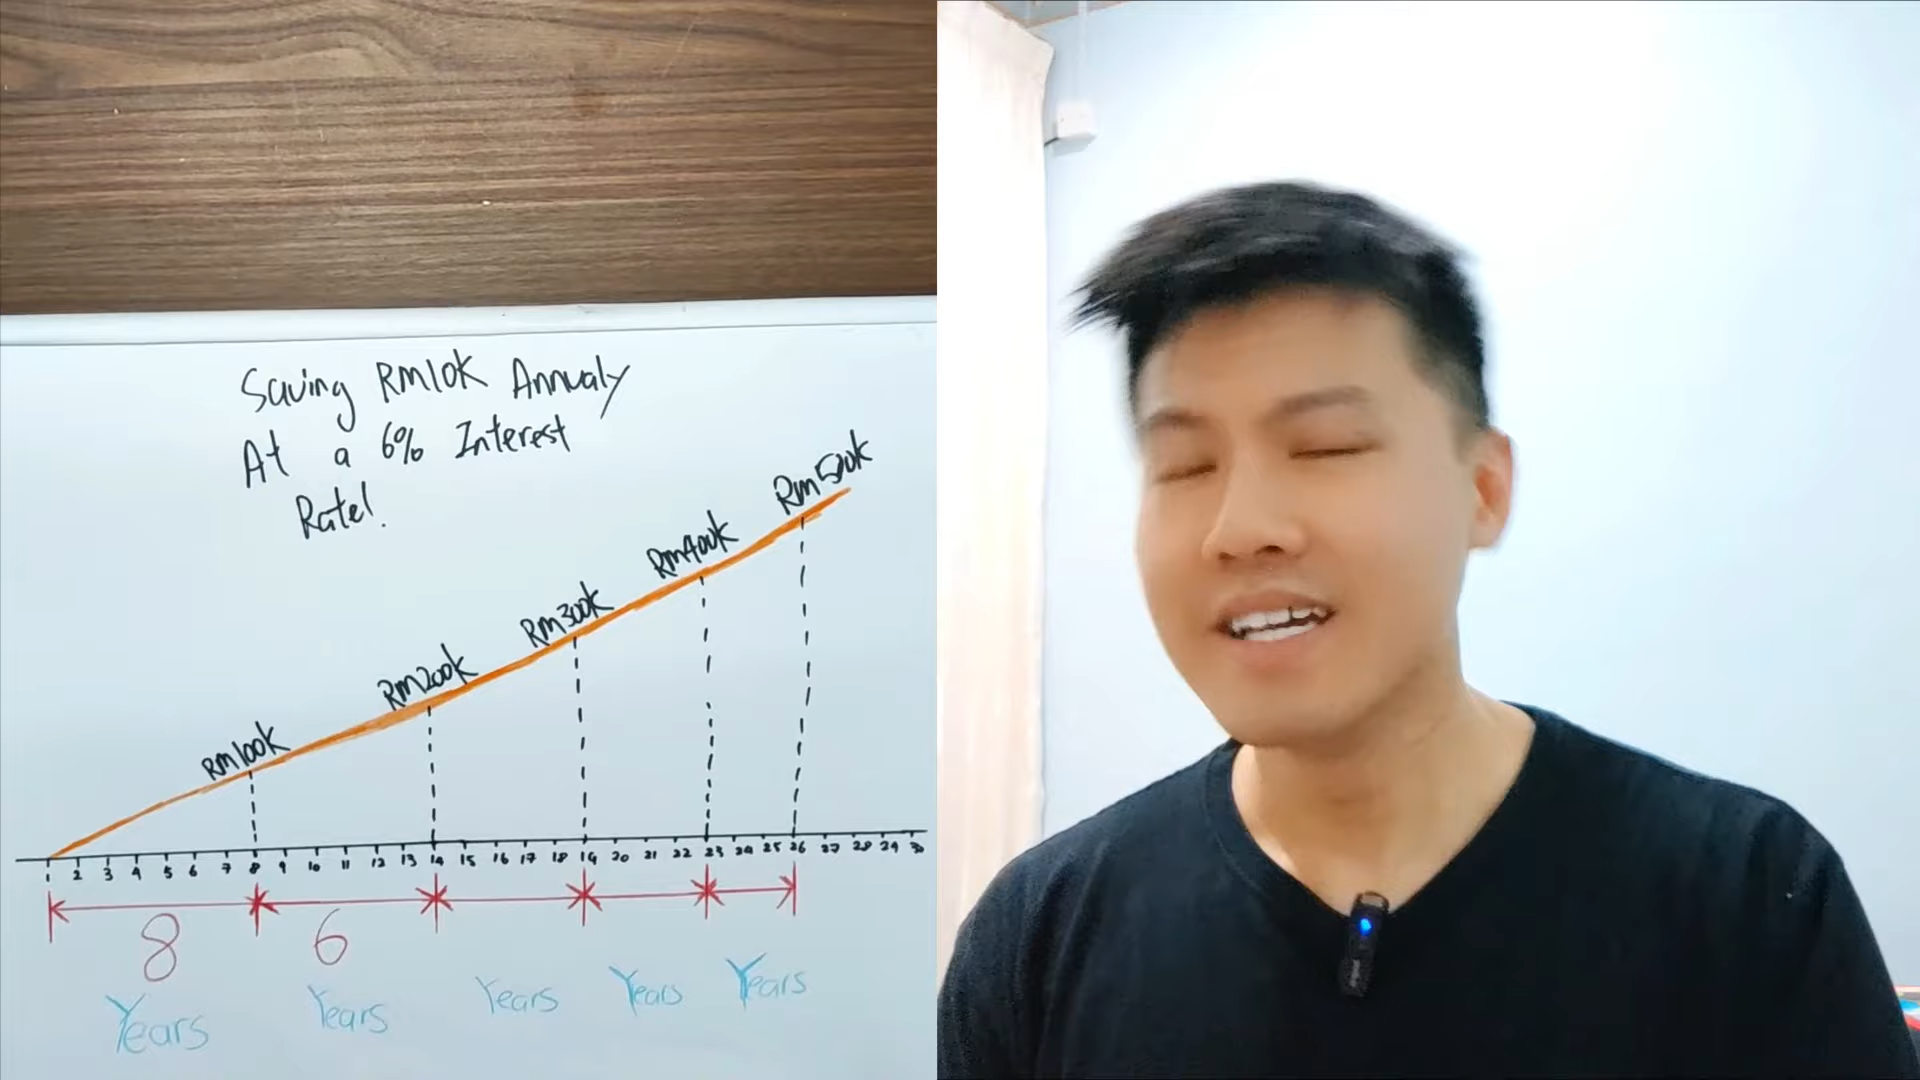 Saving RM10K Annualy
At a 6% Interest
Rate!
RM500K
RM400K
RM300K
RM200K
RM100K
1 2 3 4 5 6 7 8 9 10 11 12 13 14 15 16 17 18 19 20 21 22 23 24 25 26 27 28 29 30
8 6
Years Years Years Years Years